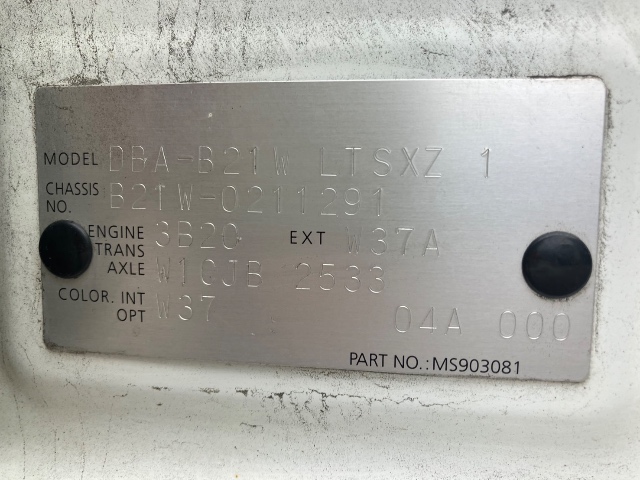 MODEL DBA-B21W LTSXZ 1
CHASSIS NO. B21W-0211291
ENGINE 3B20 EXT W37A
TRANS AXLE W1CJB 2533
COLOR. INT OPT W37 04A 000
PART NO.:MS903081